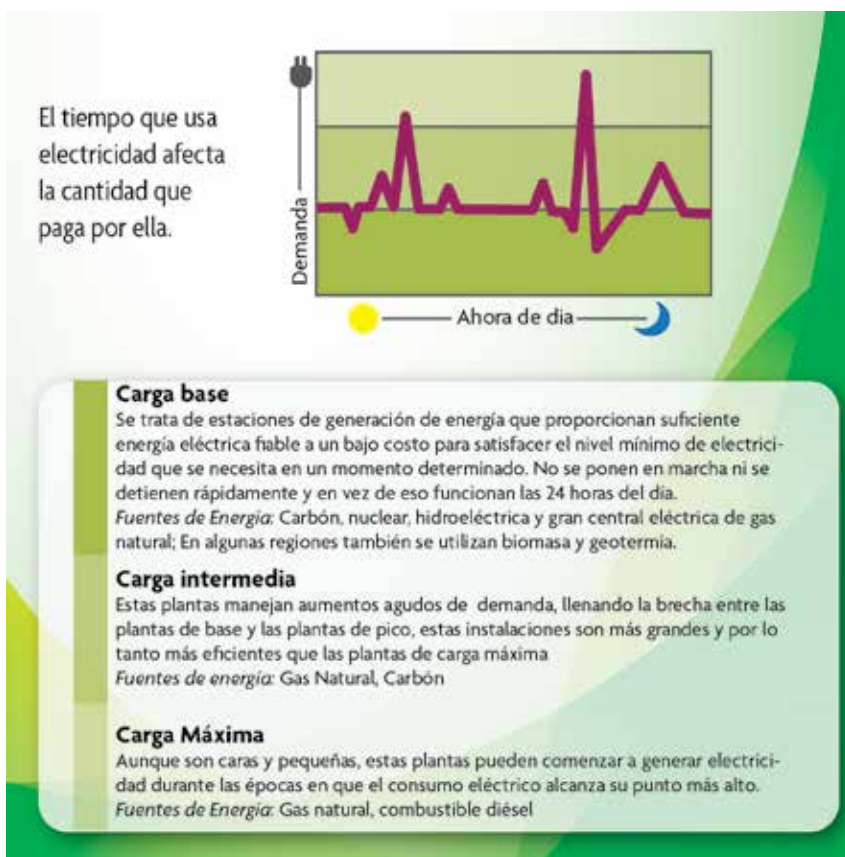 El tiempo que usa
electricidad afecta
la cantidad que
paga por ella.
Demanda
Ahora de dia
Carga base
Se trata de estaciones de generación de energía que proporcionan suficiente
energía eléctrica fiable a un bajo costo para satisfacer el nivel mínimo de electrici-
dad que se necesita en un momento determinado. No se ponen en marcha ni se
detienen rápidamente y en vez de eso funcionan las 24 horas del día.
Fuentes de Energía: Carbón, nuclear, hidroeléctrica y gran central eléctrica de gas
natural; En algunas regiones también se utilizan biomasa y geotermia.
Carga intermedia
Estas plantas manejan aumentos agudos de demanda, llenando la brecha entre las
plantas de base y las plantas de pico, estas instalaciones son más grandes y por lo
tanto más eficientes que las plantas de carga máxima
Fuentes de energía: Gas Natural, Carbón
Carga Máxima
Aunque son caras y pequeñas, estas plantas pueden comenzar a generar electrici-
dad durante las épocas en que el consumo eléctrico alcanza su punto más alto.
Fuentes de Energía: Gas natural, combustible diésel